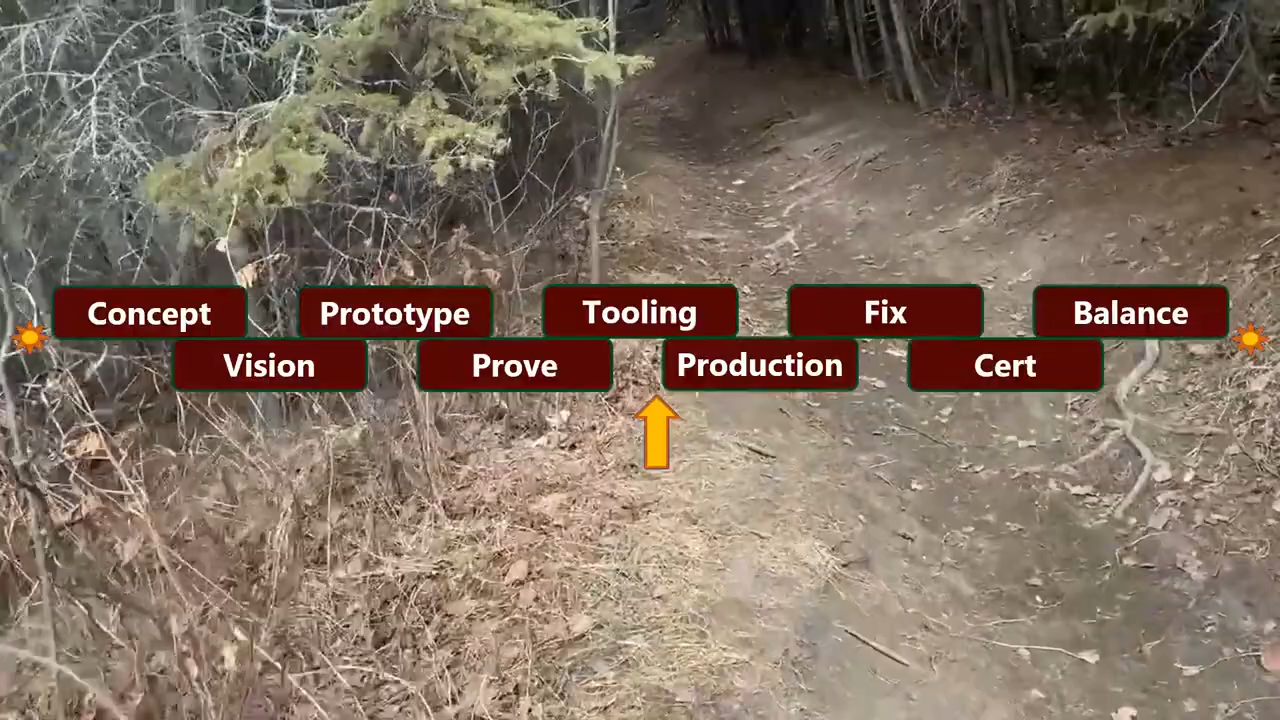 Concept
Prototype
Tooling
Fix
Balance
Vision
Prove
Production
Cert